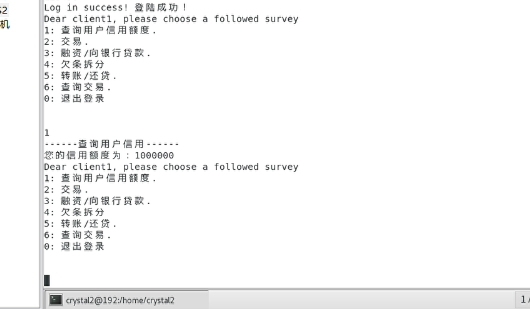 S2
机
Log in success! 登陆成功！
Dear client1, please choose a followed survey
1: 查询用户信用额度.
2: 交易.
3: 融资/向银行贷款.
4: 欠条拆分
5: 转账/还贷.
6: 查询交易.
0: 退出登录
1
------查询用户信用------
您的信用额度为：1000000
Dear client1, please choose a followed survey
1: 查询用户信用额度.
2: 交易.
3: 融资/向银行贷款.
4: 欠条拆分
5: 转账/还贷.
6: 查询交易.
0: 退出登录
crystal2@192:/home/crystal2
1 /